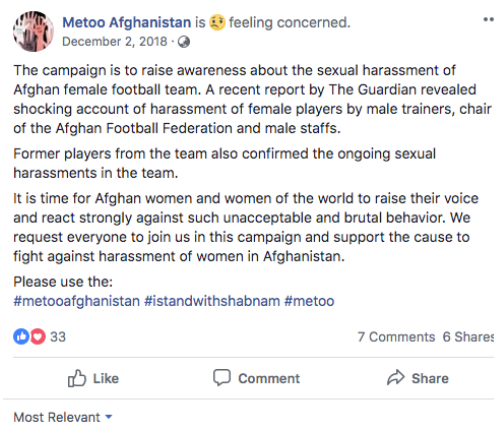 Metoo Afghanistan is 😢 feeling concerned.
December 2, 2018 ·
The campaign is to raise awareness about the sexual harassment of
Afghan female football team. A recent report by The Guardian revealed
shocking account of harassment of female players by male trainers, chair
of the Afghan Football Federation and male staffs.
Former players from the team also confirmed the ongoing sexual
harassments in the team.
It is time for Afghan women and women of the world to raise their voice
and react strongly against such unacceptable and brutal behavior. We
request everyone to join us in this campaign and support the cause to
fight against harassment of women in Afghanistan.
Please use the:
#metooafghanistan #istandwithshabnam #metoo
33 7 Comments 6 Shares
Like Comment Share
Most Relevant